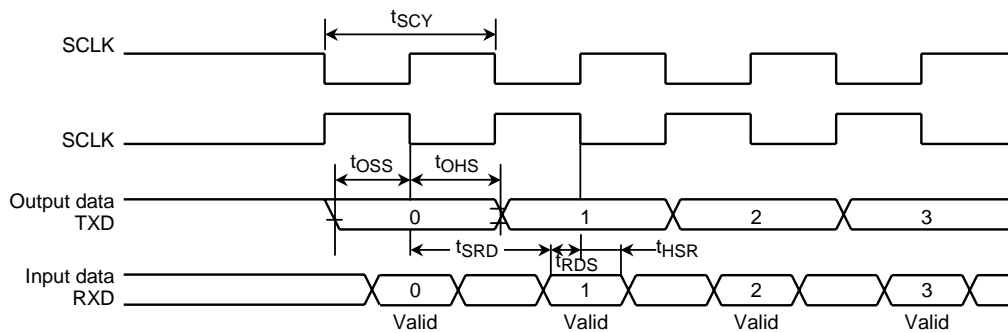 tSCY
SCLK
SCLK
tOSS tOHS
Output data
TXD
0 1 2 3
tSRD tRDS tHSR
Input data
RXD
0 1 2 3
Valid Valid Valid Valid